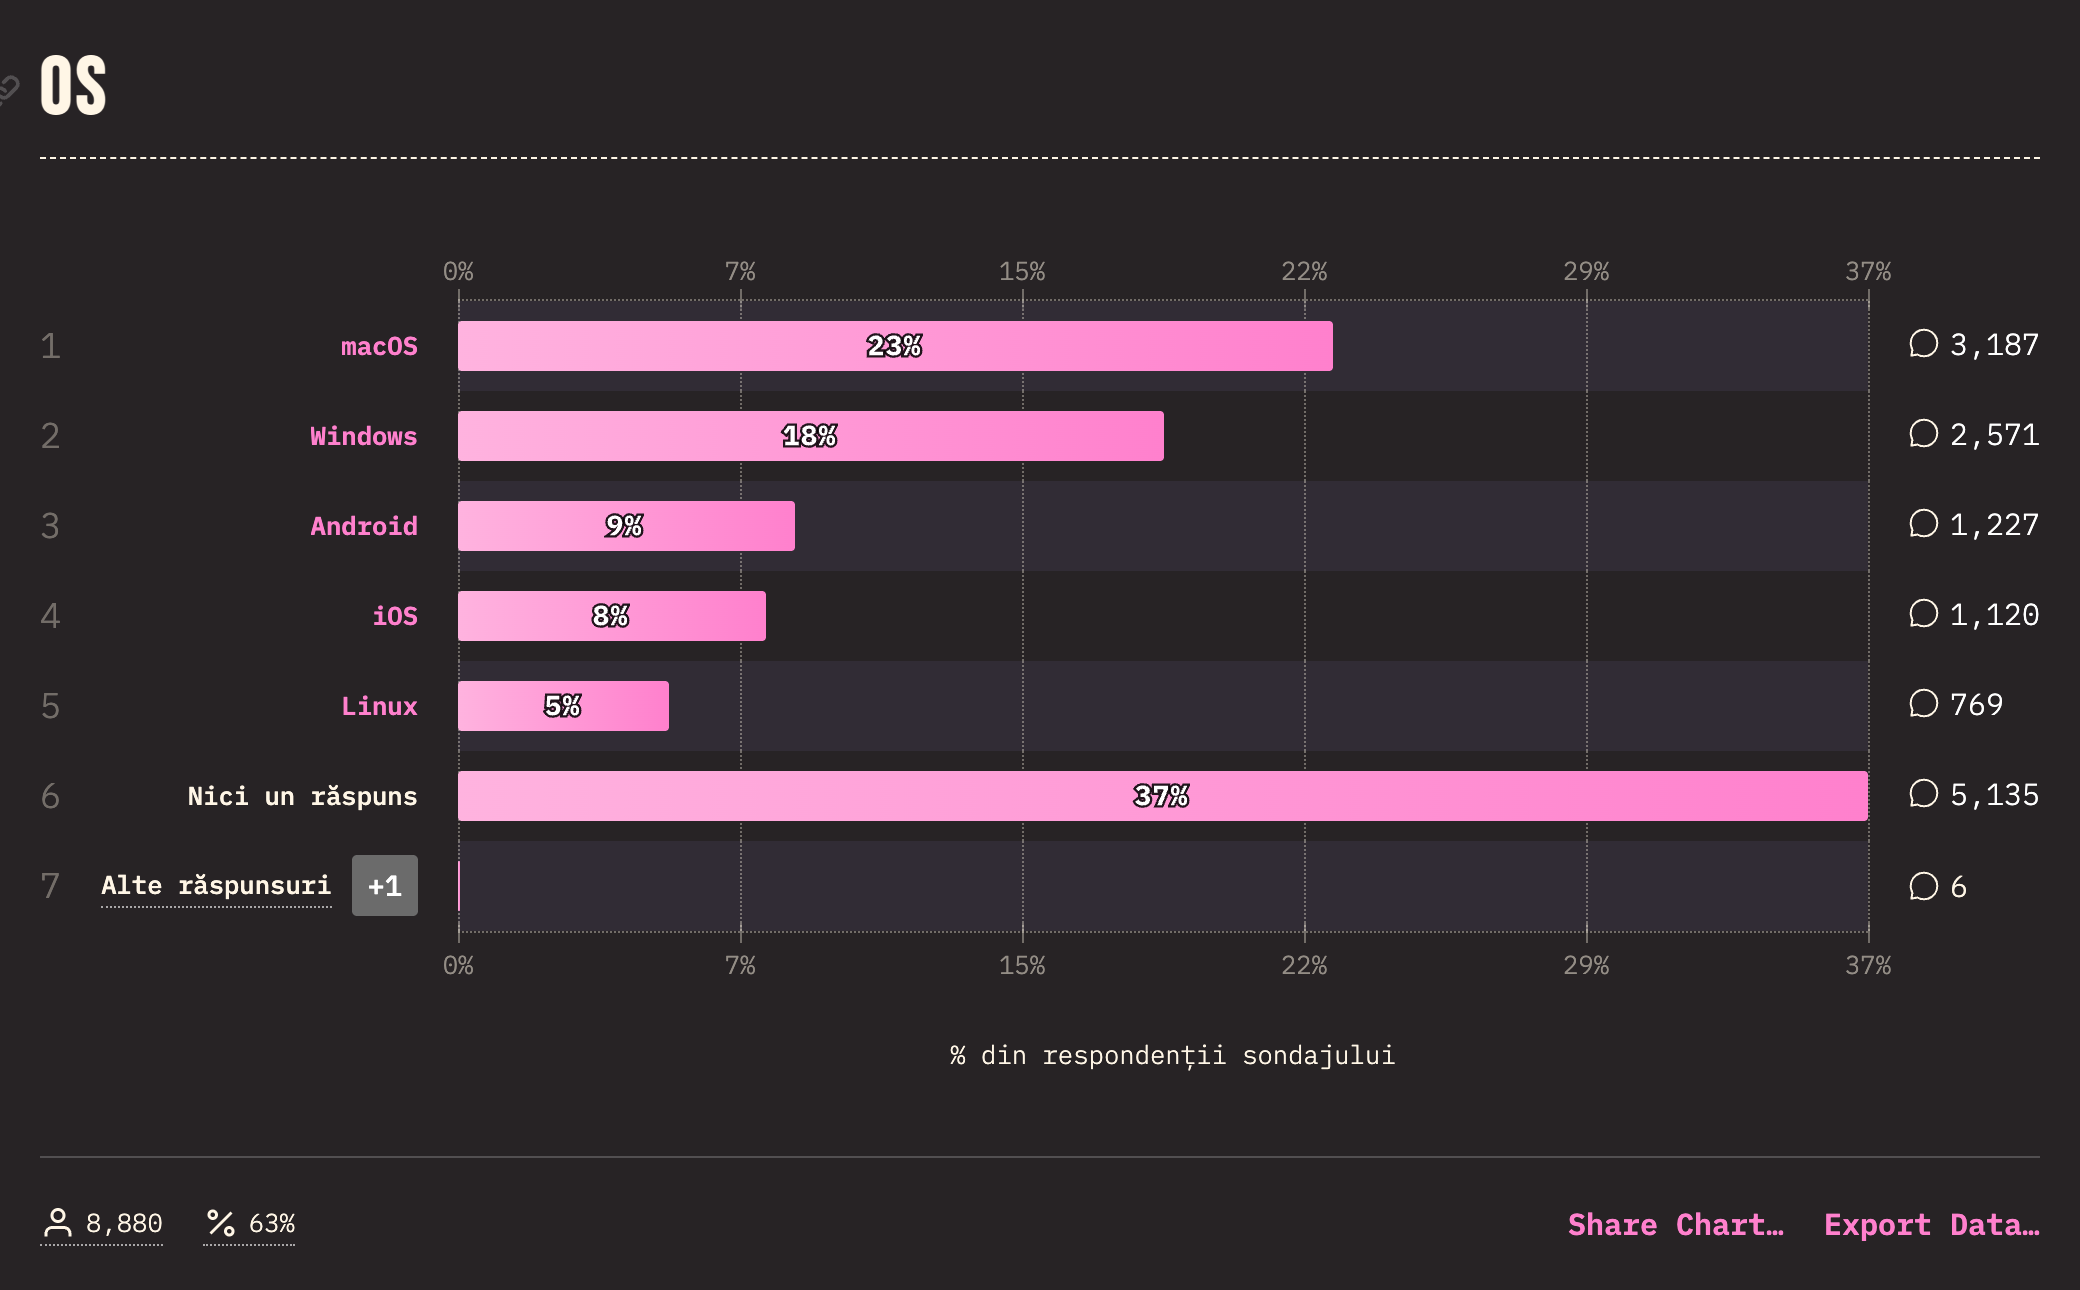 OS
0% 7% 15% 22% 29% 37%
1 macOS 23% 3,187
2 Windows 18% 2,571
3 Android 9% 1,227
4 iOS 8% 1,120
5 Linux 5% 769
6 Nici un răspuns 37% 5,135
7 Alte răspunsuri +1 6
0% 7% 15% 22% 29% 37%
% din respondenții sondajului
8,880 63% Share Chart… Export Data…